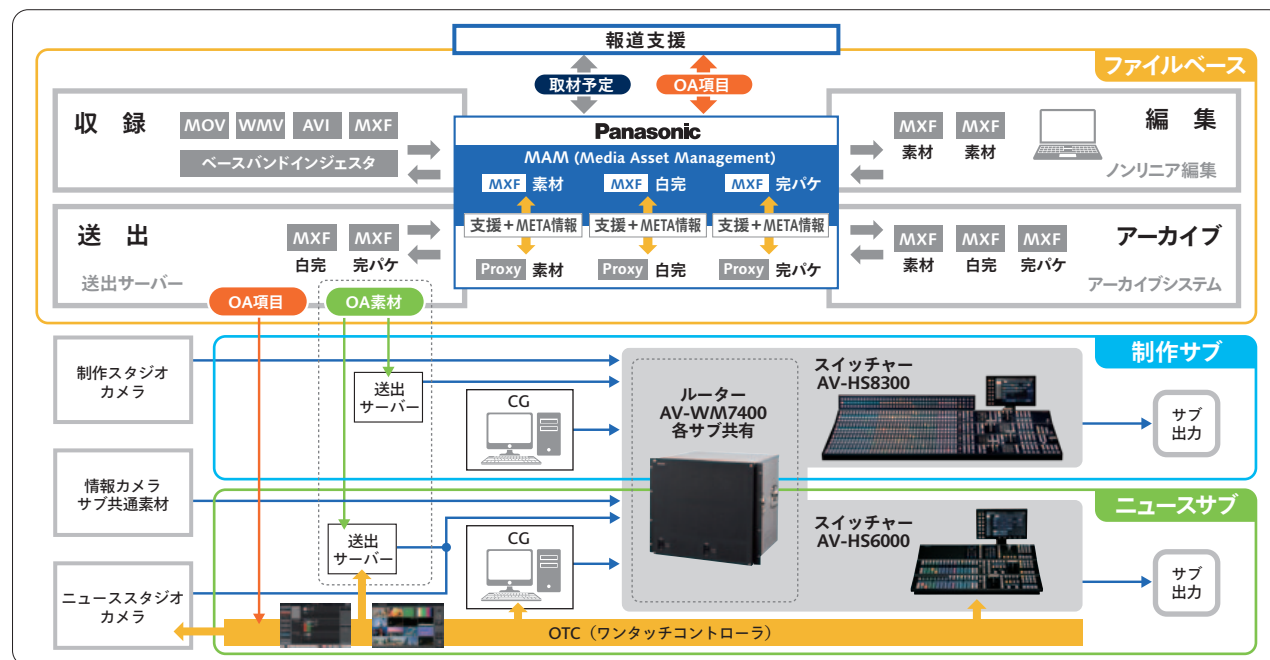 報道支援
ファイルベース
取材予定
OA項目
収 録
MOV WMV AVI MXF
ベースバンドインジェスタ
Panasonic
MAM (Media Asset Management)
MXF 素材 MXF 白完 MXF 完パケ
支援+META情報 支援+META情報 支援+META情報
Proxy 素材 Proxy 白完 Proxy 完パケ
MXF MXF
素材 素材
編 集
ノンリニア編集
送 出
MXF MXF
白完 完パケ
送出サーバー
MXF MXF MXF
素材 白完 完パケ
アーカイブ
アーカイブシステム
OA項目
OA素材
制作サブ
制作スタジオ
カメラ
送出
サーバー
CG
ルーター
AV-WM7400
各サブ共有
スイッチャー
AV-HS8300
サブ
出力
情報カメラ
サブ共通素材
ニュースサブ
送出
サーバー
CG
スイッチャー
AV-HS6000
サブ
出力
ニューススタジオ
カメラ
OTC(ワンタッチコントローラ)